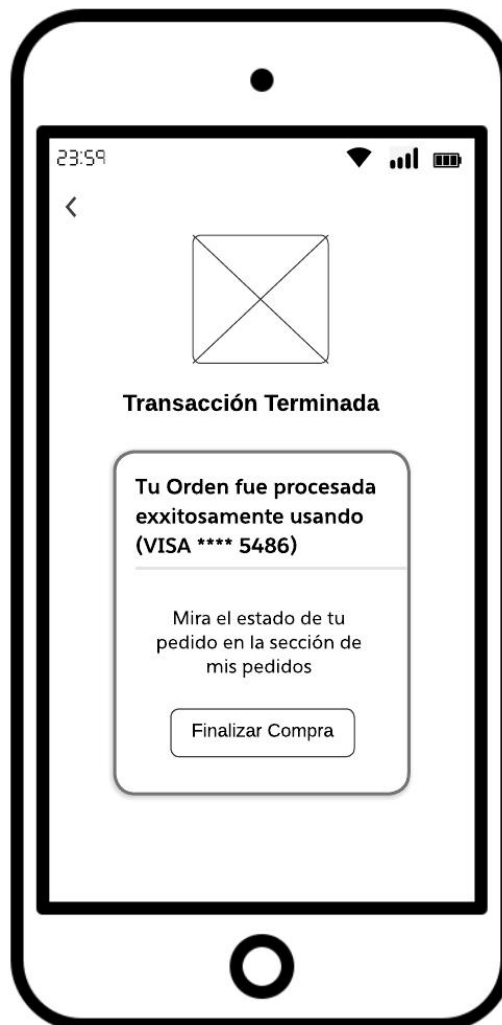 23:59
Transacción Terminada
Tu Orden fue procesada
exxitosamente usando
(VISA **** 5486)
Mira el estado de tu
pedido en la sección de
mis pedidos
Finalizar Compra